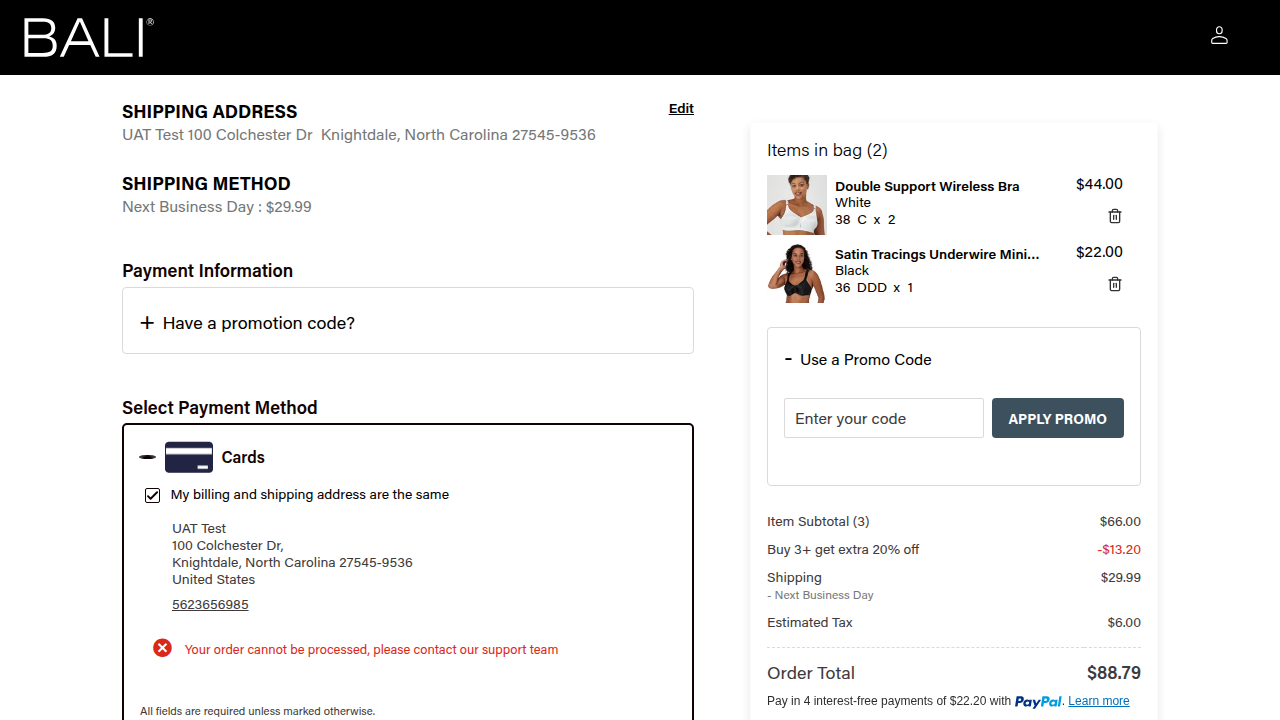 BALI®
SHIPPING ADDRESS
Edit
UAT Test 100 Colchester Dr  Knightdale, North Carolina 27545-9536
SHIPPING METHOD
Next Business Day : $29.99
Payment Information
+ Have a promotion code?
Select Payment Method
Cards
My billing and shipping address are the same
UAT Test
100 Colchester Dr,
Knightdale, North Carolina 27545-9536
United States
5623656985
Your order cannot be processed, please contact our support team
All fields are required unless marked otherwise.
Items in bag (2)
Double Support Wireless Bra $44.00
White
38 C x 2
Satin Tracings Underwire Mini... $22.00
Black
36 DDD x 1
- Use a Promo Code
Enter your code APPLY PROMO
Item Subtotal (3) $66.00
Buy 3+ get extra 20% off -$13.20
Shipping $29.99
- Next Business Day
Estimated Tax $6.00
Order Total $88.79
Pay in 4 interest-free payments of $22.20 with PayPal. Learn more